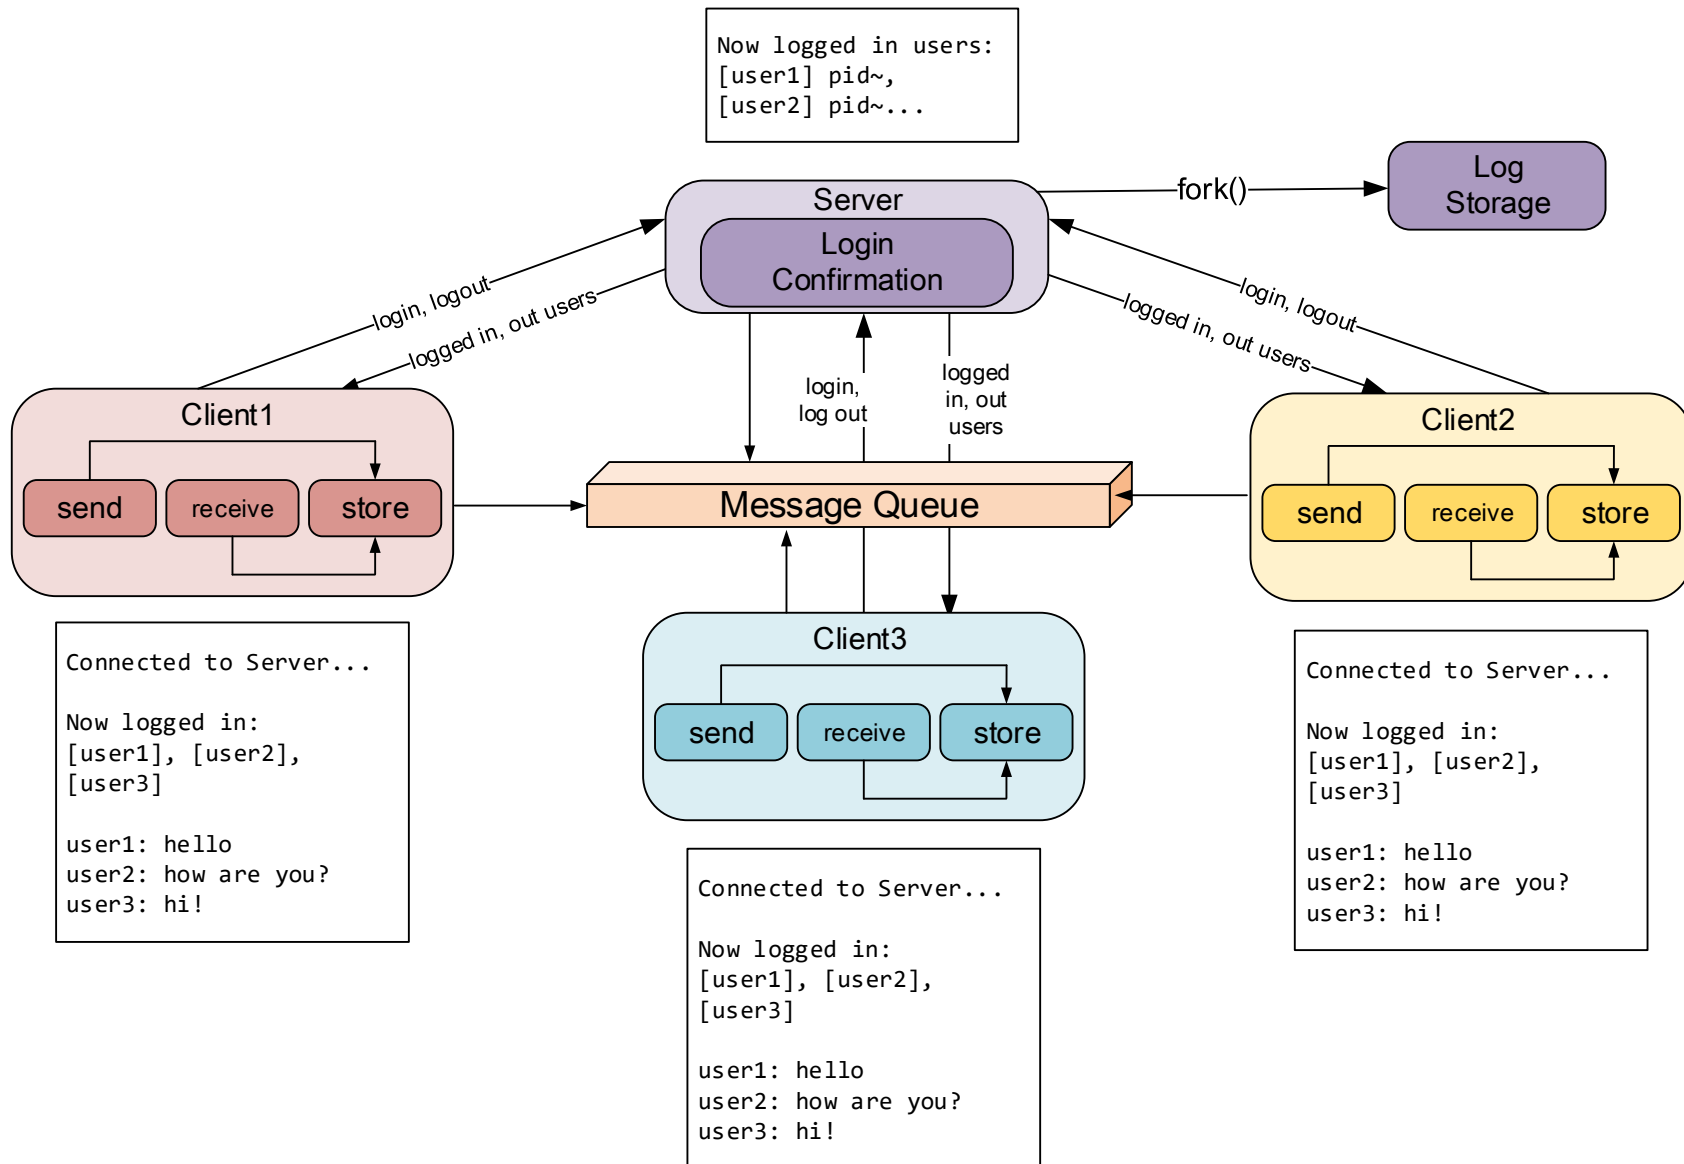 Now logged in users:
[user1] pid~,
[user2] pid~...
Server
Login
Confirmation
fork()
Log
Storage
login, logout
logged in, out users
login,
log out
logged
in, out
users
logged in, out users
login, logout
Client1
send
receive
store
Message Queue
Client2
send
receive
store
Client3
send
receive
store
Connected to Server...
Now logged in:
[user1], [user2],
[user3]
user1: hello
user2: how are you?
user3: hi!
Connected to Server...
Now logged in:
[user1], [user2],
[user3]
user1: hello
user2: how are you?
user3: hi!
Connected to Server...
Now logged in:
[user1], [user2],
[user3]
user1: hello
user2: how are you?
user3: hi!